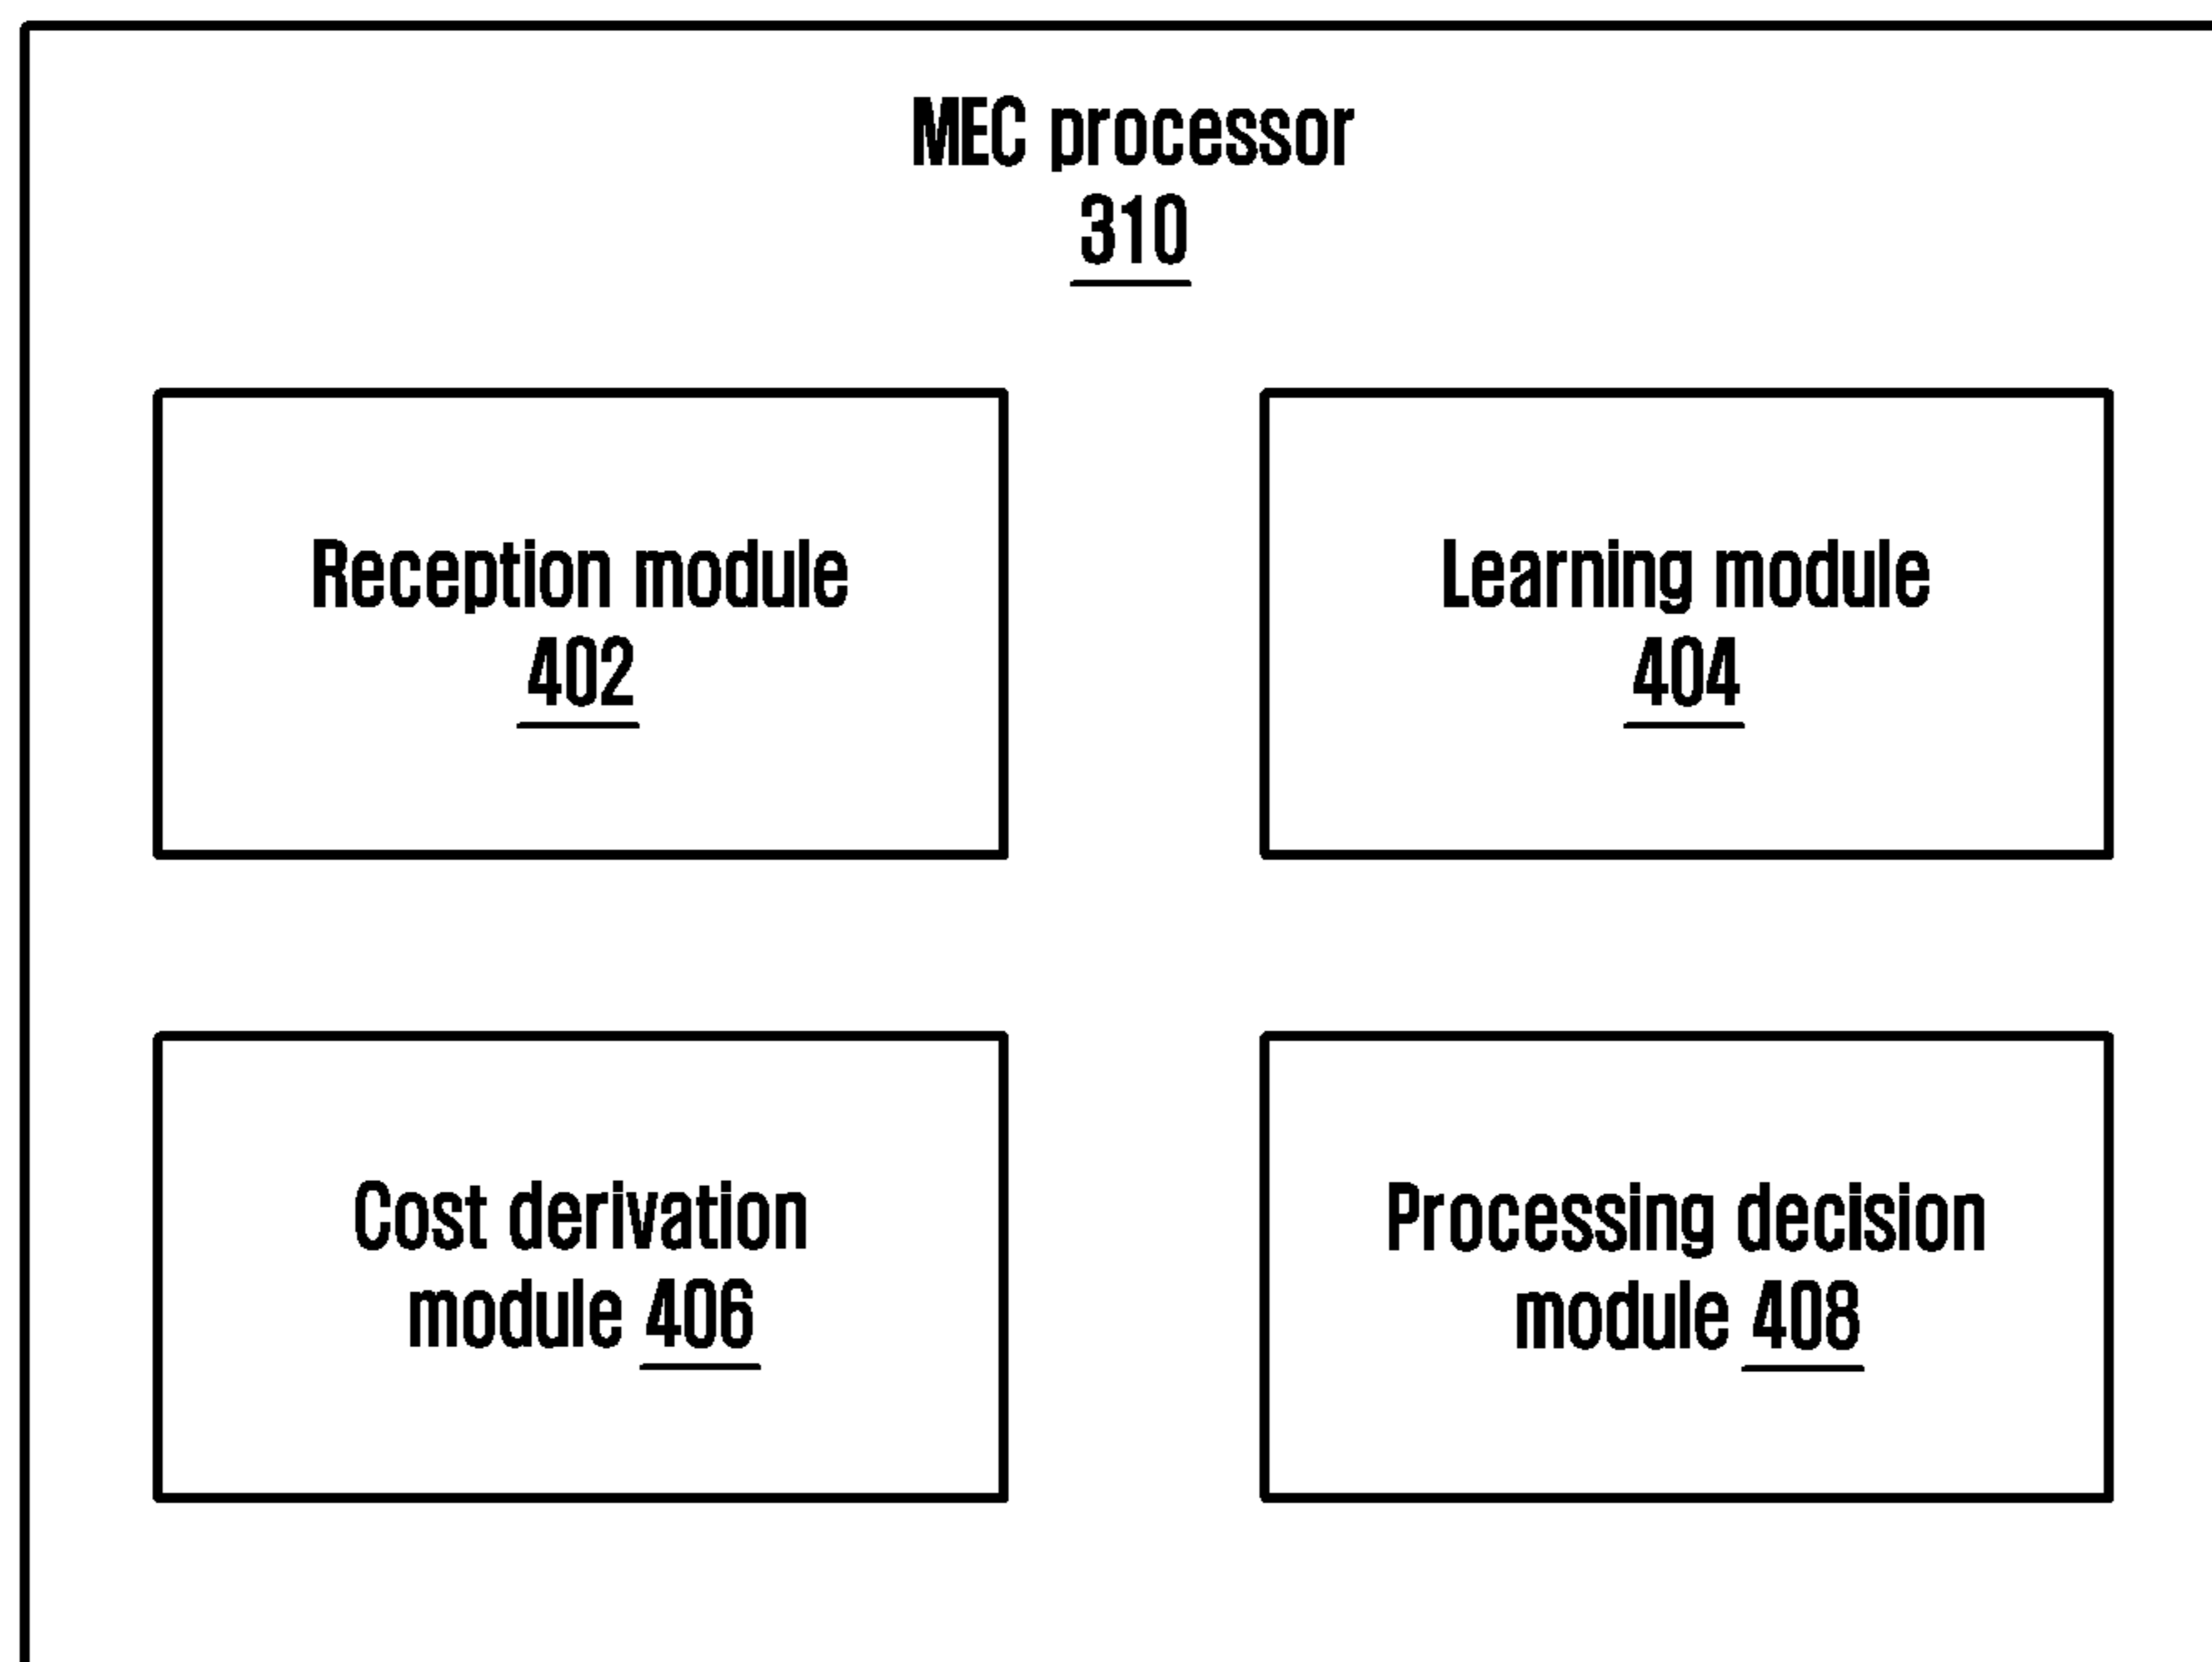 MEC processor
310
Reception module
402
Learning module
404
Cost derivation
module 406
Processing decision
module 408